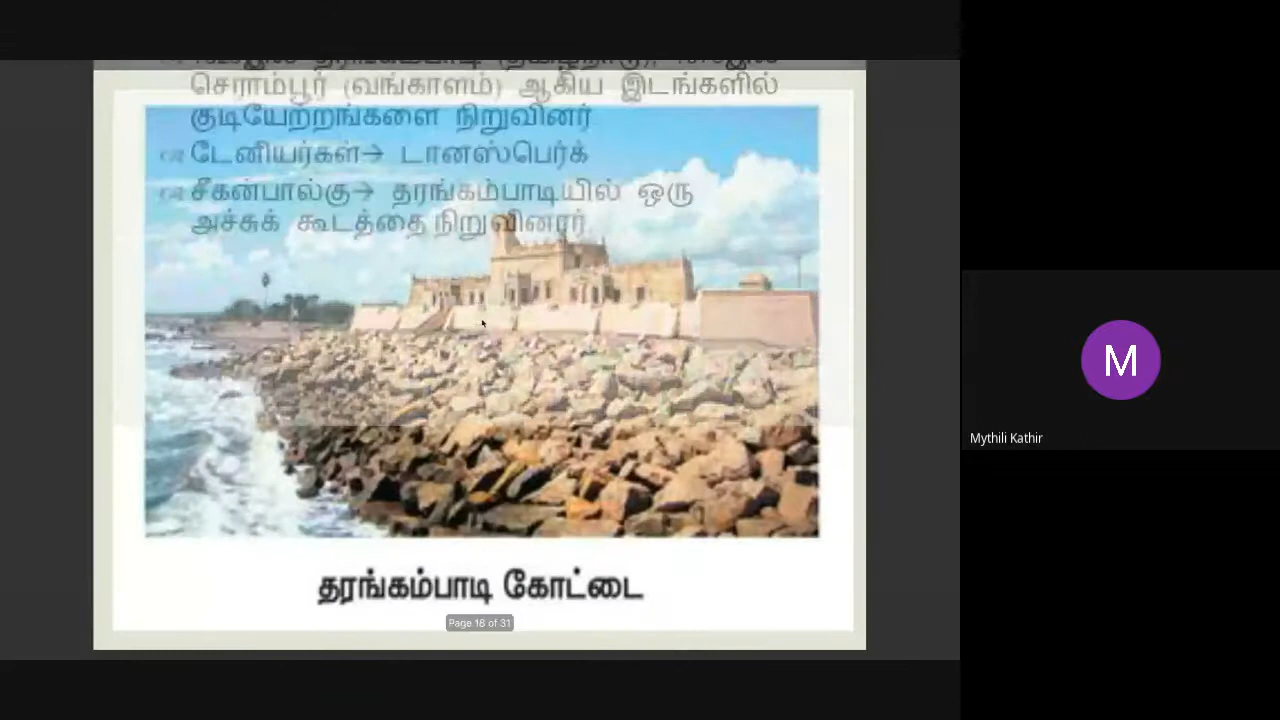 செராம்பூர் (வங்காளம்) ஆகிய இடங்களில்
குடியேற்றங்களை நிறுவினர்
டேனியர்கள்→ டானஸ்பெர்க்
சீகன்பால்கு→ தரங்கம்பாடியில் ஒரு
அச்சுக் கூடத்தை நிறுவினார்
தரங்கம்பாடி கோட்டை
Page 16 of 31
M
Mythili Kathir